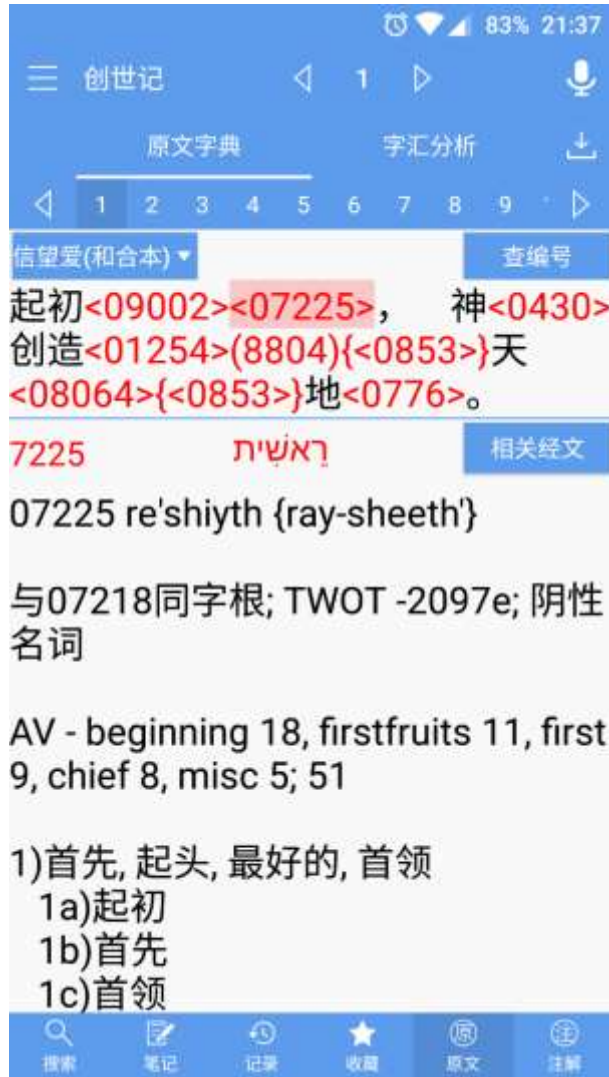 83% 21:37
创世记 1
原文字典 字汇分析
1 2 3 4 5 6 7 8 9
信望爱(和合本) 查编号
起初<09002><07225>， 神<0430>
创造<01254>(8804){<0853>}天
<08064>{<0853>}地<0776>。
7225 רֵאשִׁית 相关经文
07225 re'shiyth {ray-sheeth'}
与07218同字根; TWOT -2097e; 阴性
名词
AV - beginning 18, firstfruits 11, first
9, chief 8, misc 5; 51
1)首先, 起头, 最好的, 首领
1a)起初
1b)首先
1c)首领
原 注
搜索 笔记 记录 收藏 原文 注解